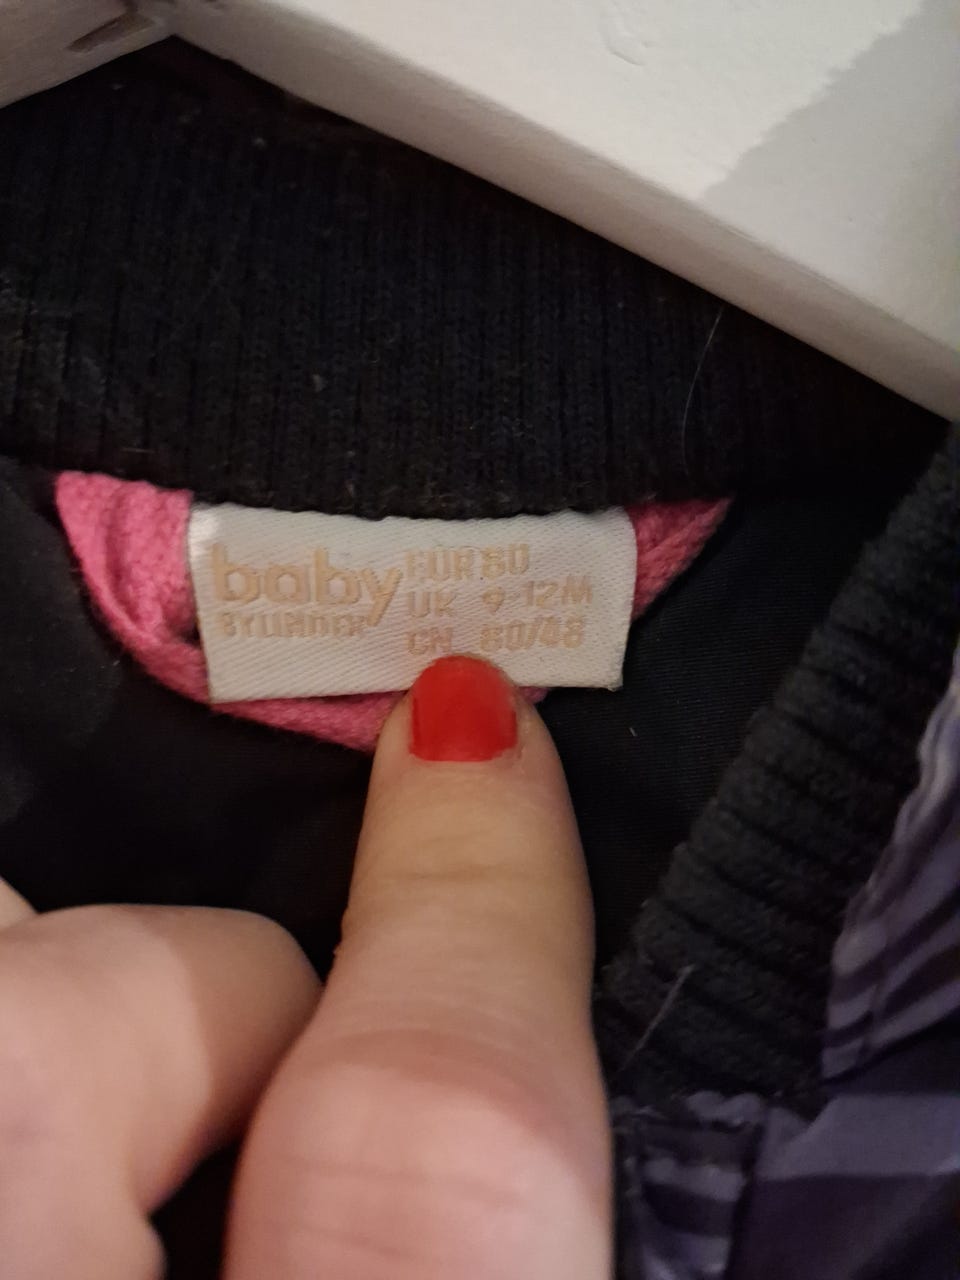 baby
BY LINDEX
EUR 80
UK 9-12M
CN 80/48